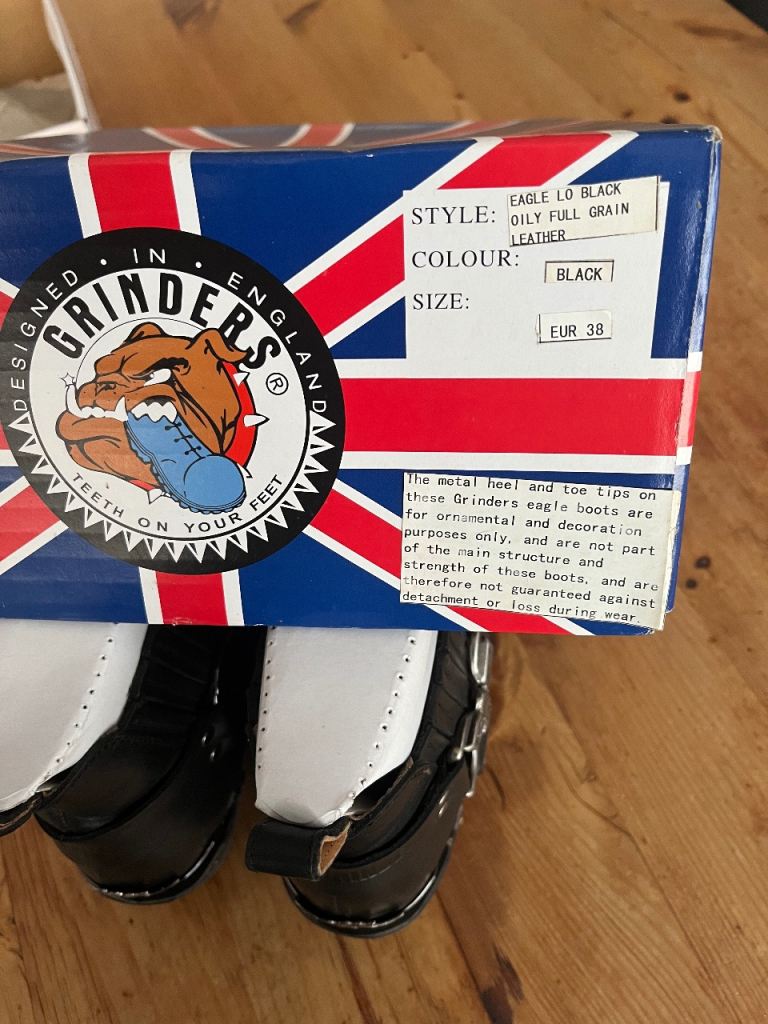 DESIGNED • IN • ENGLAND
GRINDERS®
TEETH ON YOUR FEET
STYLE: EAGLE LO BLACK
OILY FULL GRAIN
LEATHER
COLOUR: BLACK
SIZE: EUR 38
The metal heel and toe tips on
these Grinders eagle boots are
for ornamental and decoration
purposes only, and are not part
of the main structure and
strength of these boots, and are
therefore not guaranteed against
detachment or loss during wear.